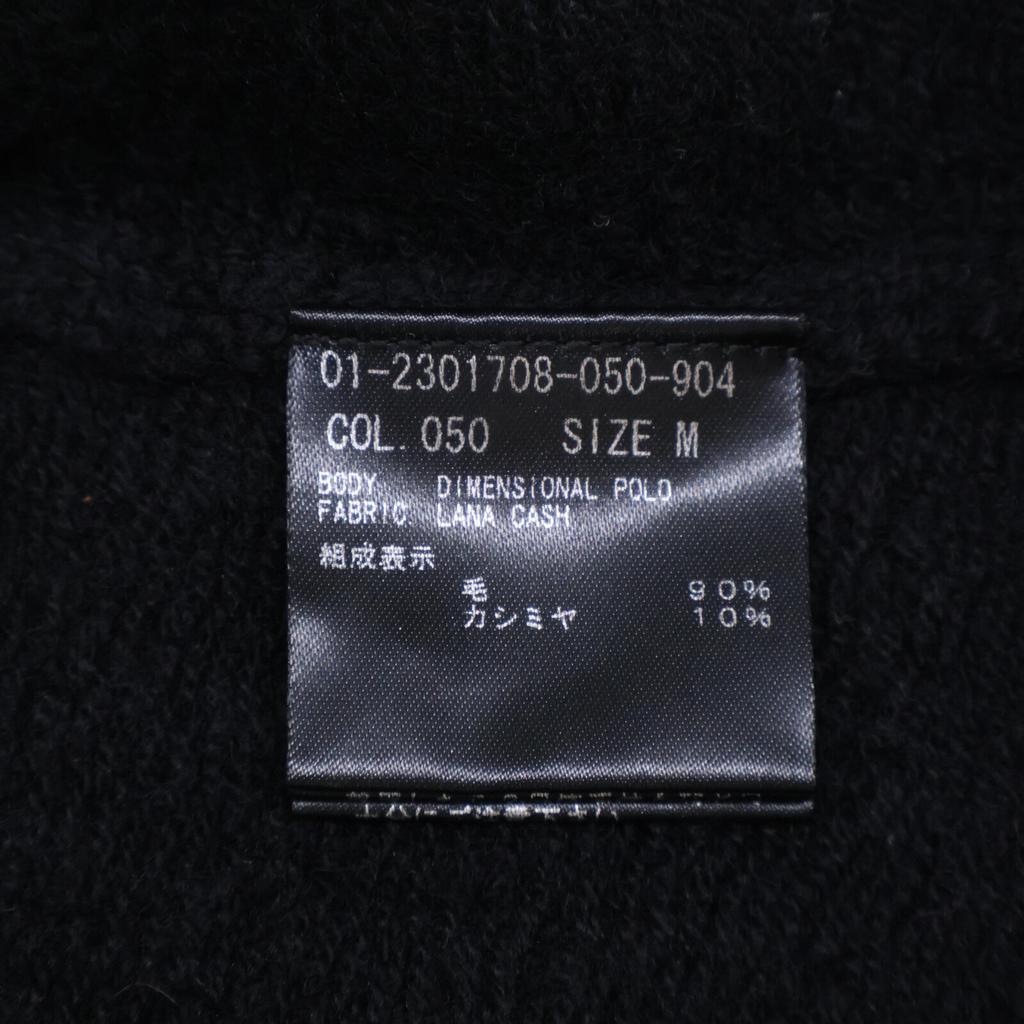 01-2301708-050-904
COL. 050 SIZE M
BODY DIMENSIONAL POLO
FABRIC LANA CASH
組成表示
毛 90%
カシミヤ 10%